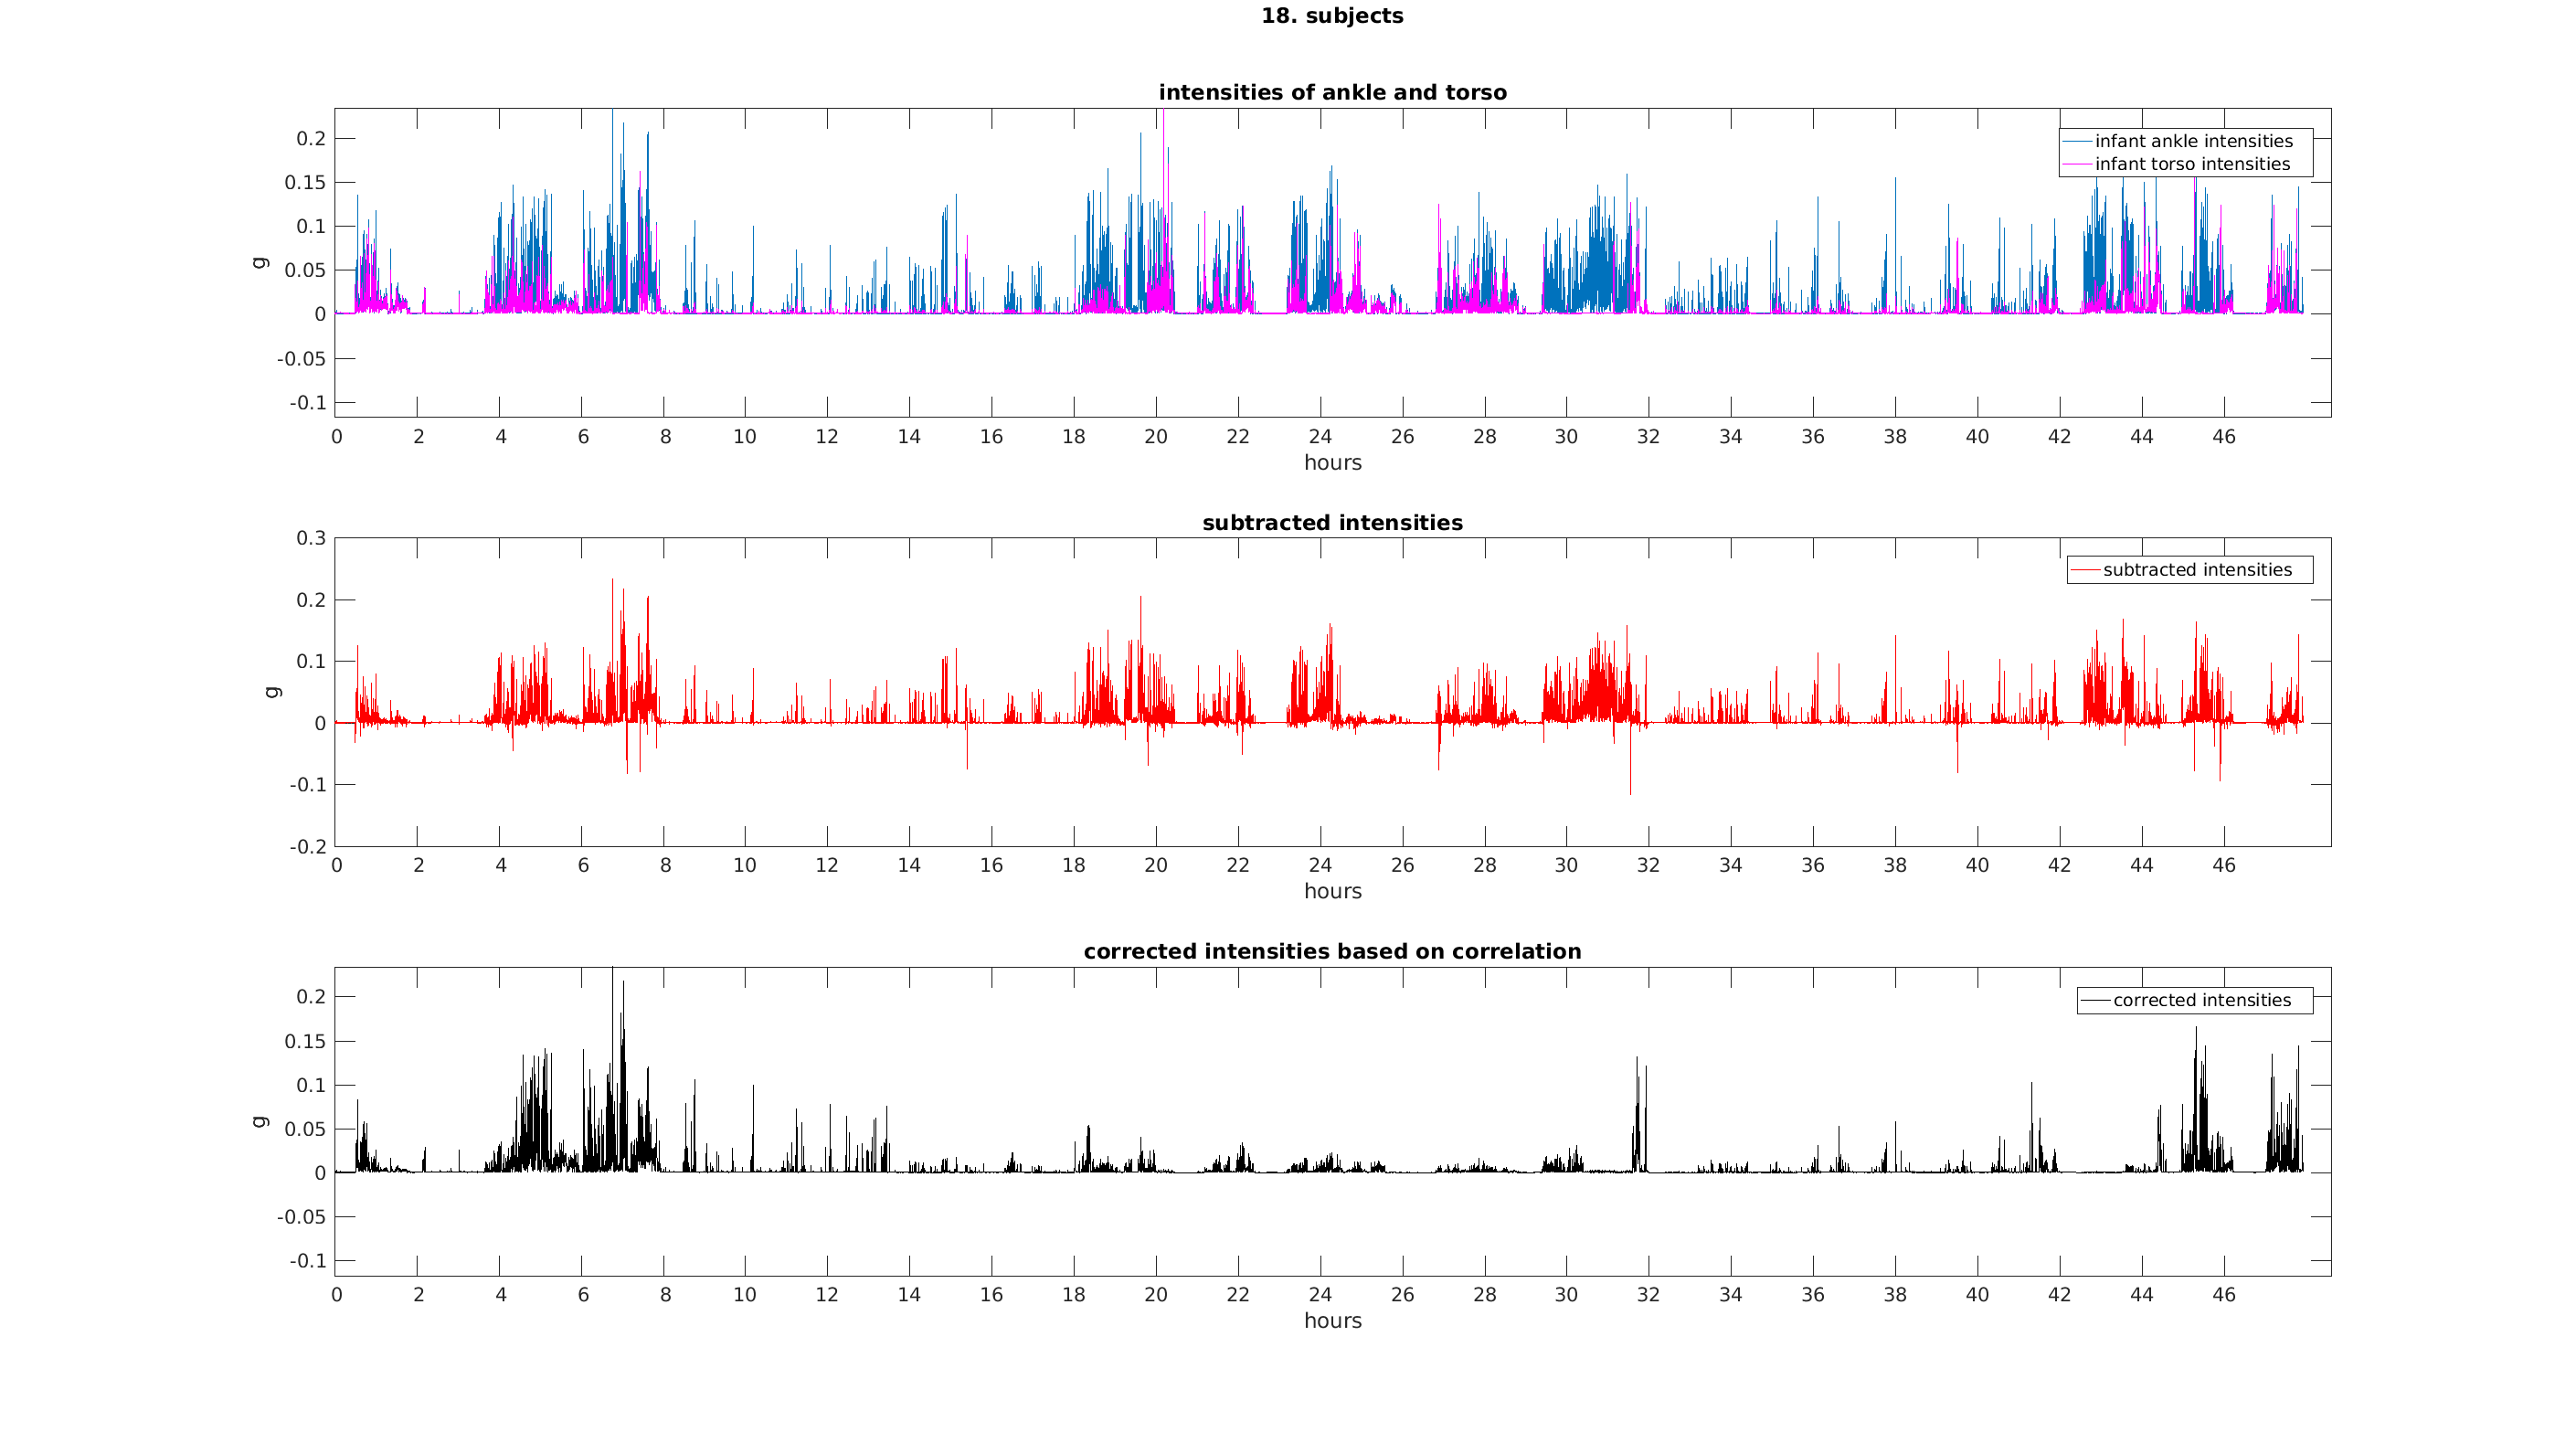 18. subjects
intensities of ankle and torso
infant ankle intensities
infant torso intensities
0.2
0.15
0.1
0.05
0
-0.05
-0.1
g
0 2 4 6 8 10 12 14 16 18 20 22 24 26 28 30 32 34 36 38 40 42 44 46
hours
subtracted intensities
subtracted intensities
0.3
0.2
0.1
0
-0.1
-0.2
g
0 2 4 6 8 10 12 14 16 18 20 22 24 26 28 30 32 34 36 38 40 42 44 46
hours
corrected intensities based on correlation
corrected intensities
0.2
0.15
0.1
0.05
0
-0.05
-0.1
g
0 2 4 6 8 10 12 14 16 18 20 22 24 26 28 30 32 34 36 38 40 42 44 46
hours